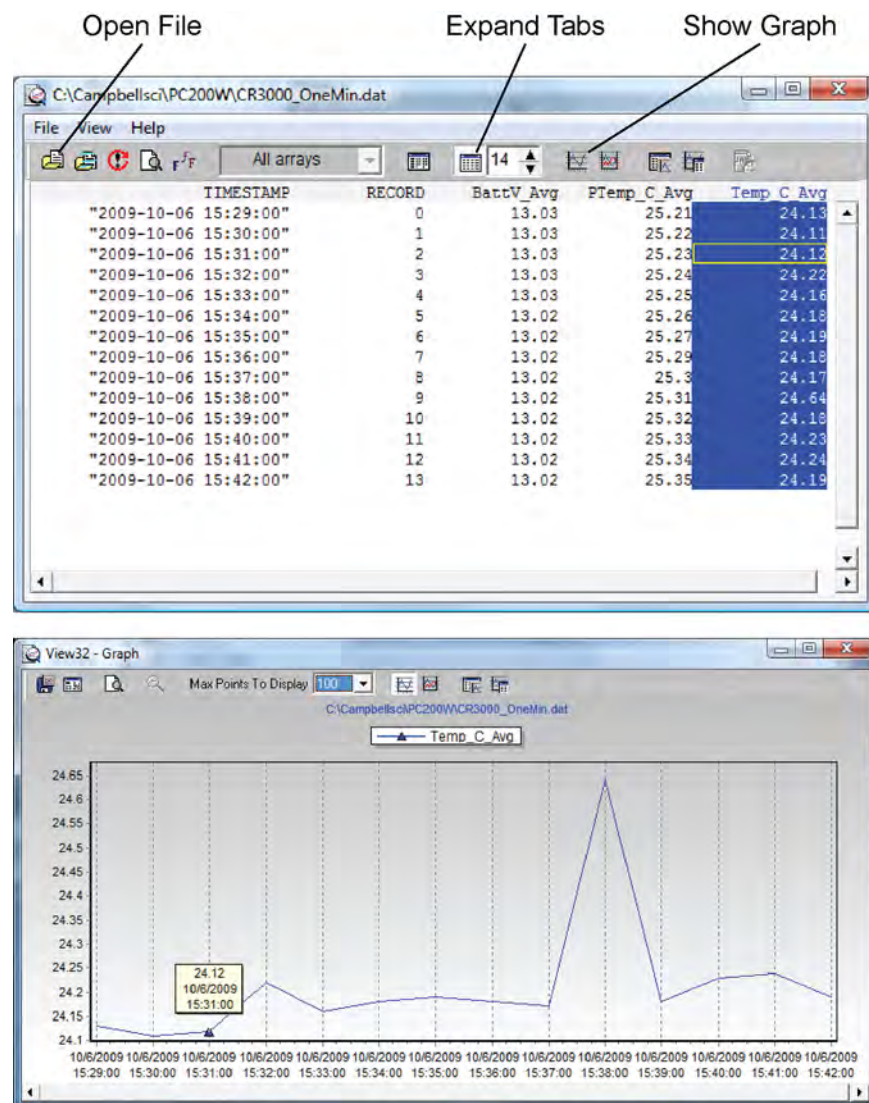 Open File Expand Tabs Show Graph
C:\Campbellsci\PC200W\CR3000_OneMin.dat
File View Help
All arrays 14
TIMESTAMP RECORD BattV_Avg PTemp_C_Avg Temp_C_Avg
"2009-10-06 15:29:00" 0 13.03 25.21 24.13
"2009-10-06 15:30:00" 1 13.03 25.22 24.11
"2009-10-06 15:31:00" 2 13.03 25.23 24.12
"2009-10-06 15:32:00" 3 13.03 25.24 24.22
"2009-10-06 15:33:00" 4 13.03 25.25 24.16
"2009-10-06 15:34:00" 5 13.02 25.26 24.18
"2009-10-06 15:35:00" 6 13.02 25.27 24.19
"2009-10-06 15:36:00" 7 13.02 25.29 24.18
"2009-10-06 15:37:00" 8 13.02 25.3 24.17
"2009-10-06 15:38:00" 9 13.02 25.31 24.64
"2009-10-06 15:39:00" 10 13.02 25.32 24.18
"2009-10-06 15:40:00" 11 13.02 25.33 24.23
"2009-10-06 15:41:00" 12 13.02 25.34 24.24
"2009-10-06 15:42:00" 13 13.02 25.35 24.19
View32 - Graph
Max Points To Display 100
C:\Campbellsci\PC200W\CR3000_OneMin.dat
Temp_C_Avg
24.65
24.6
24.55
24.5
24.45
24.4
24.35
24.3
24.25
24.2
24.15
24.1
24.12
10/6/2009
15:31:00
10/6/2009 10/6/2009 10/6/2009 10/6/2009 10/6/2009 10/6/2009 10/6/2009 10/6/2009 10/6/2009 10/6/2009 10/6/2009 10/6/2009 10/6/2009 10/6/2009
15:29:00 15:30:00 15:31:00 15:32:00 15:33:00 15:34:00 15:35:00 15:36:00 15:37:00 15:38:00 15:39:00 15:40:00 15:41:00 15:42:00